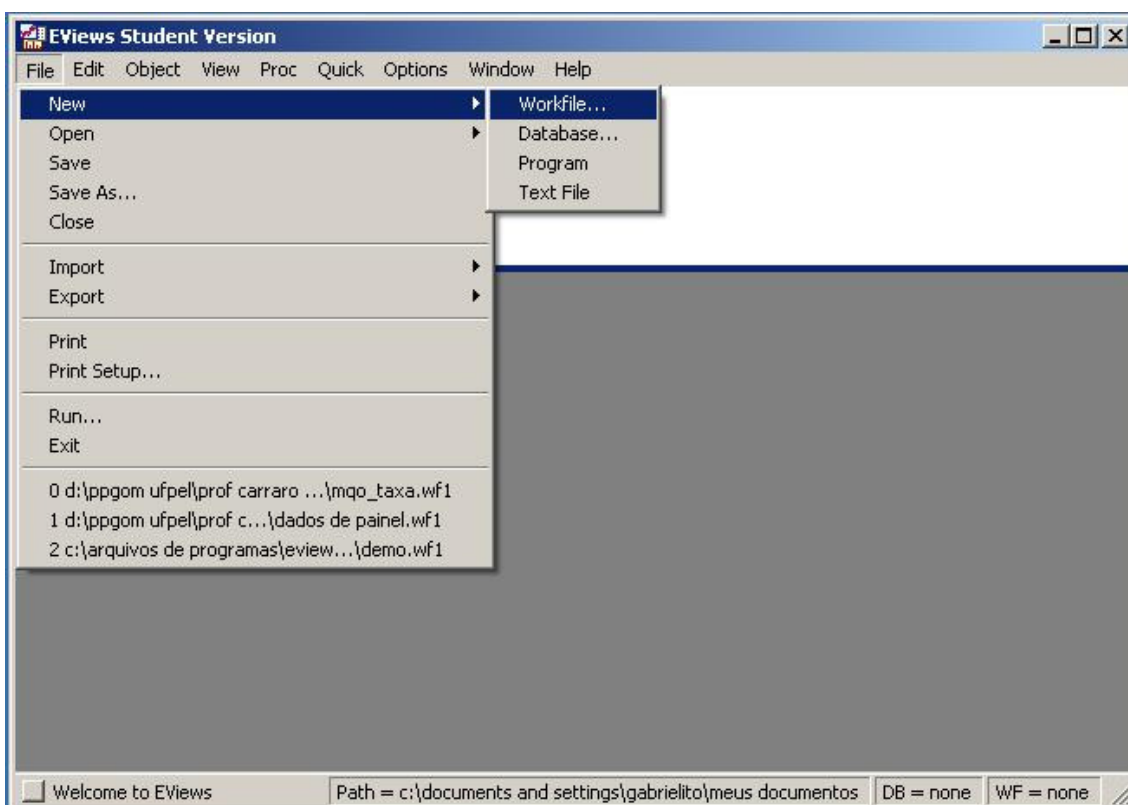 EViews Student Version
File Edit Object View Proc Quick Options Window Help
New
Open
Save
Save As...
Close
Import
Export
Print
Print Setup...
Run...
Exit
0 d:\ppgom ufpel\prof carraro ...\mqo_taxa.wf1
1 d:\ppgom ufpel\prof c...\dados de painel.wf1
2 c:\arquivos de programas\eview...\demo.wf1
Workfile...
Database...
Program
Text File
Welcome to EViews Path = c:\documents and settings\gabrielito\meus documentos DB = none WF = none